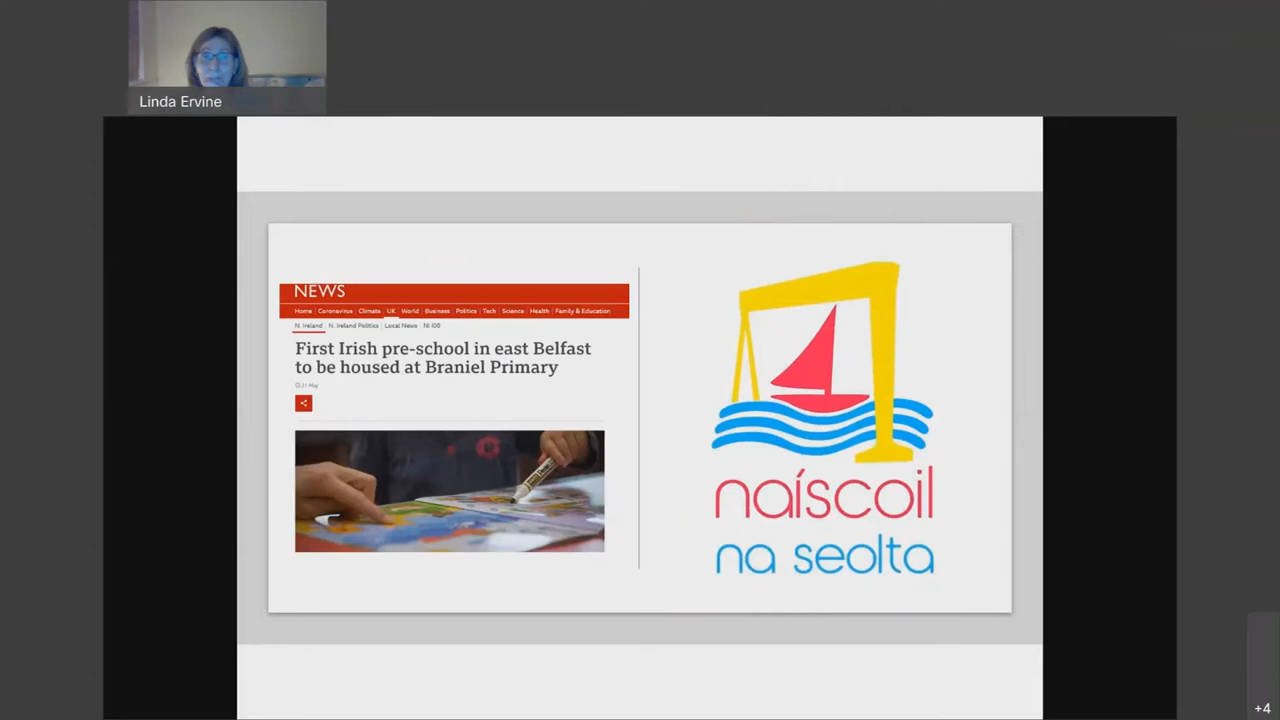 Linda Ervine
NEWS
Home | Coronavirus | Climate | UK | World | Business | Politics | Tech | Science | Health | Family & Education
N. Ireland | N. Ireland Politics | Local News | NI 100
First Irish pre-school in east Belfast
to be housed at Braniel Primary
21 May
naíscoil
na seolta
+4